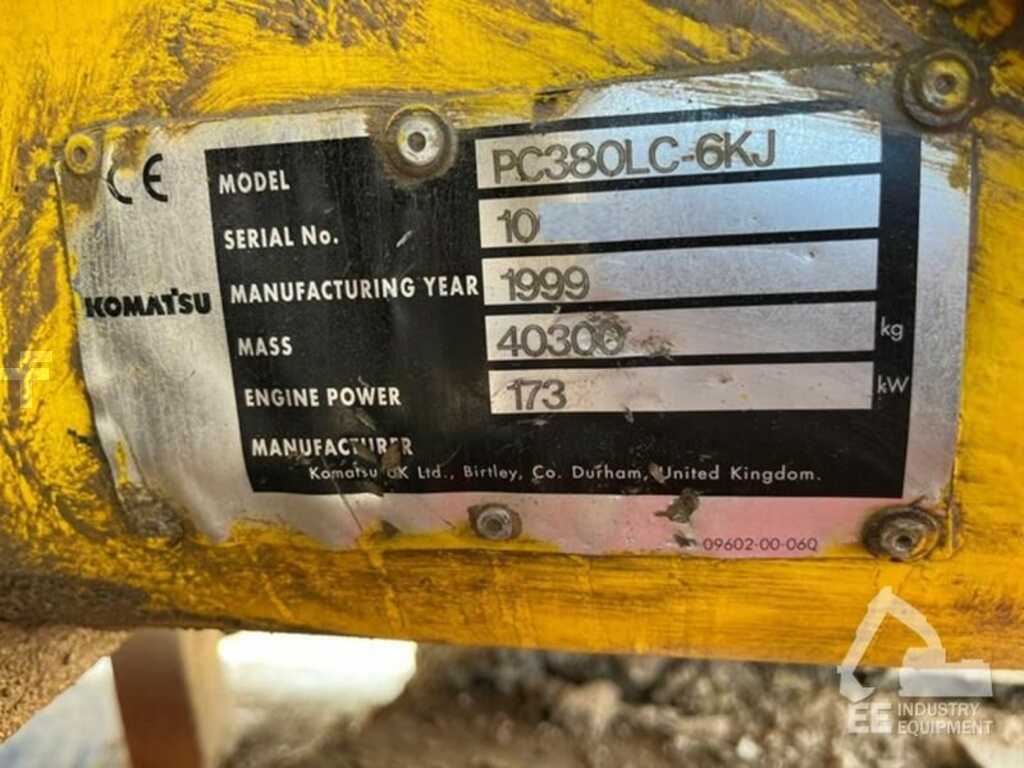 CE
MODEL PC380LC-6KJ
SERIAL No. 10
MANUFACTURING YEAR 1999
KOMATSU
MASS 40300 kg
ENGINE POWER 173 kW
MANUFACTURER
Komatsu UK Ltd., Birtley, Co. Durham, United Kingdom.
09602-00-06Q
EE INDUSTRY
EQUIPMENT